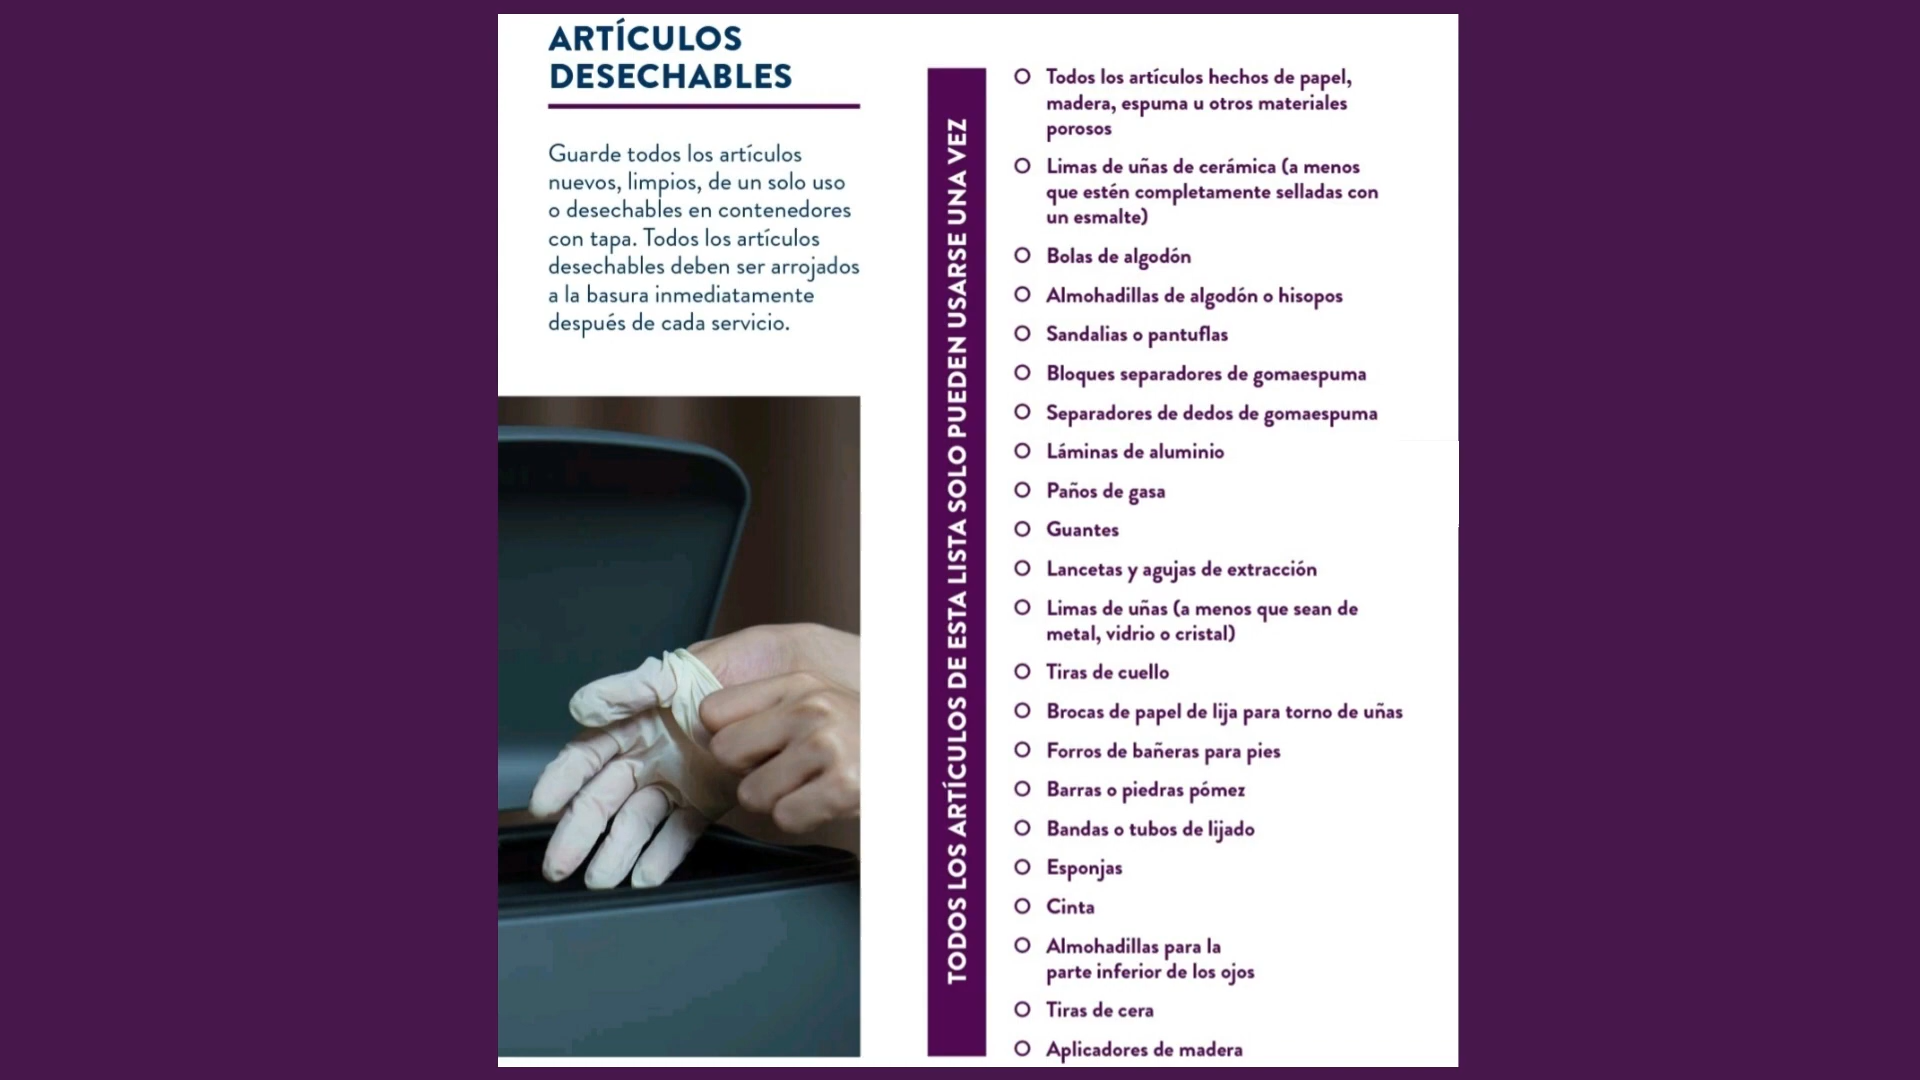 ARTÍCULOS
DESECHABLES
Guarde todos los artículos
nuevos, limpios, de un solo uso
o desechables en contenedores
con tapa. Todos los artículos
desechables deben ser arrojados
a la basura inmediatamente
después de cada servicio.
TODOS LOS ARTÍCULOS DE ESTA LISTA SOLO PUEDEN USARSE UNA VEZ
Todos los artículos hechos de papel,
madera, espuma u otros materiales
porosos
Limas de uñas de cerámica (a menos
que estén completamente selladas con
un esmalte)
Bolas de algodón
Almohadillas de algodón o hisopos
Sandalias o pantuflas
Bloques separadores de gomaespuma
Separadores de dedos de gomaespuma
Láminas de aluminio
Paños de gasa
Guantes
Lancetas y agujas de extracción
Limas de uñas (a menos que sean de
metal, vidrio o cristal)
Tiras de cuello
Brocas de papel de lija para torno de uñas
Forros de bañeras para pies
Barras o piedras pómez
Bandas o tubos de lijado
Esponjas
Cinta
Almohadillas para la
parte inferior de los ojos
Tiras de cera
Aplicadores de madera